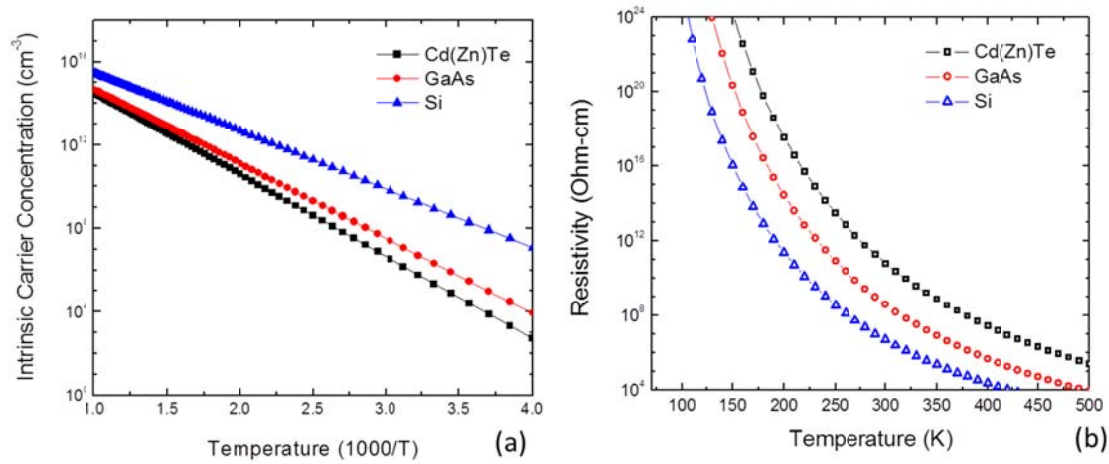 Intrinsic Carrier Concentration (cm⁻³)
10¹²
10⁴
Cd(Zn)Te
GaAs
Si
1.0 1.5 2.0 2.5 3.0 3.5 4.0
Temperature (1000/T)
(a)
Resistivity (Ohm-cm)
10²⁴
10²⁰
10¹⁶
10¹²
10⁸
10⁴
Cd(Zn)Te
GaAs
Si
100 150 200 250 300 350 400 450 500
Temperature (K)
(b)